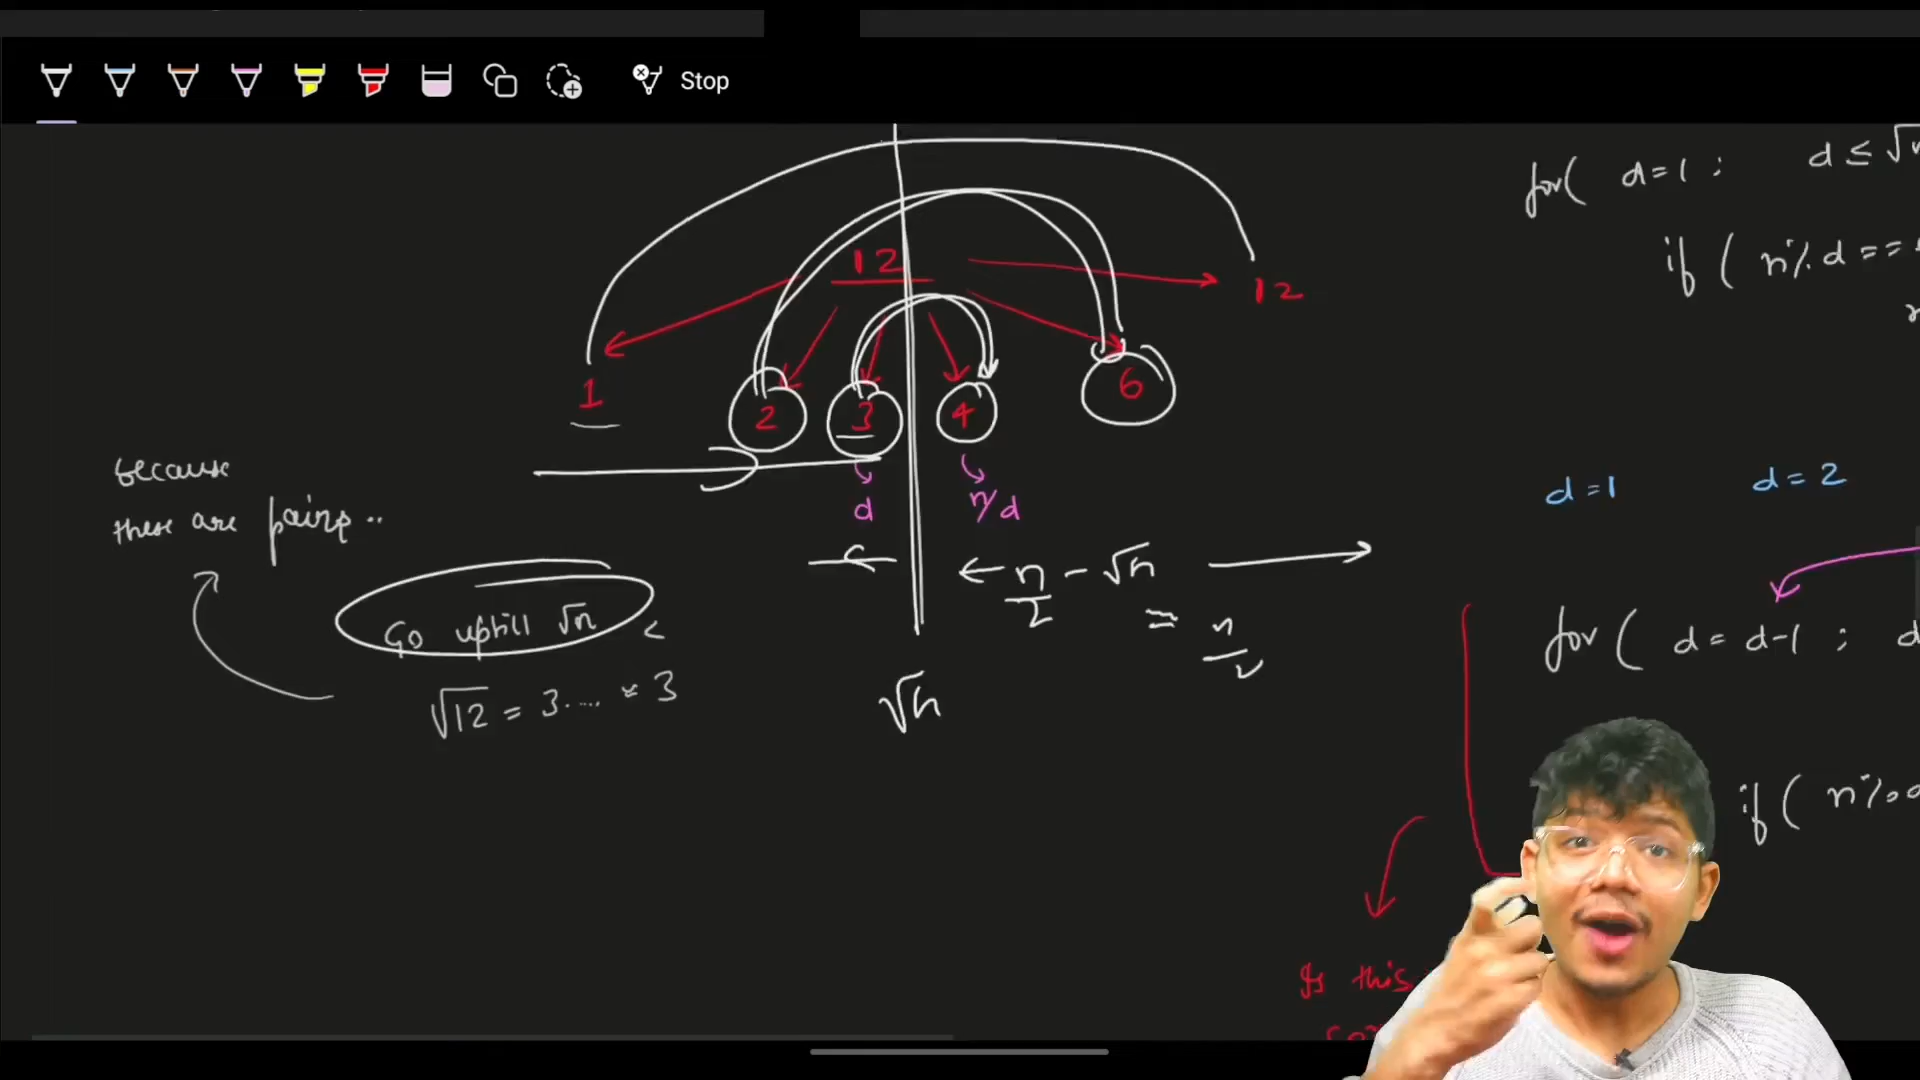 Stop
12
1
2
3
4
6
12
d
n/d
because
these are pairs..
Go uptill √n <
√12 = 3..... ≈ 3
n/2 - √n
≈ n/2
√n
for( d=1 ;   d ≤ √n
if ( n% d ==
d =1
d = 2
for ( d = d-1 ; d
if ( n%
Is this